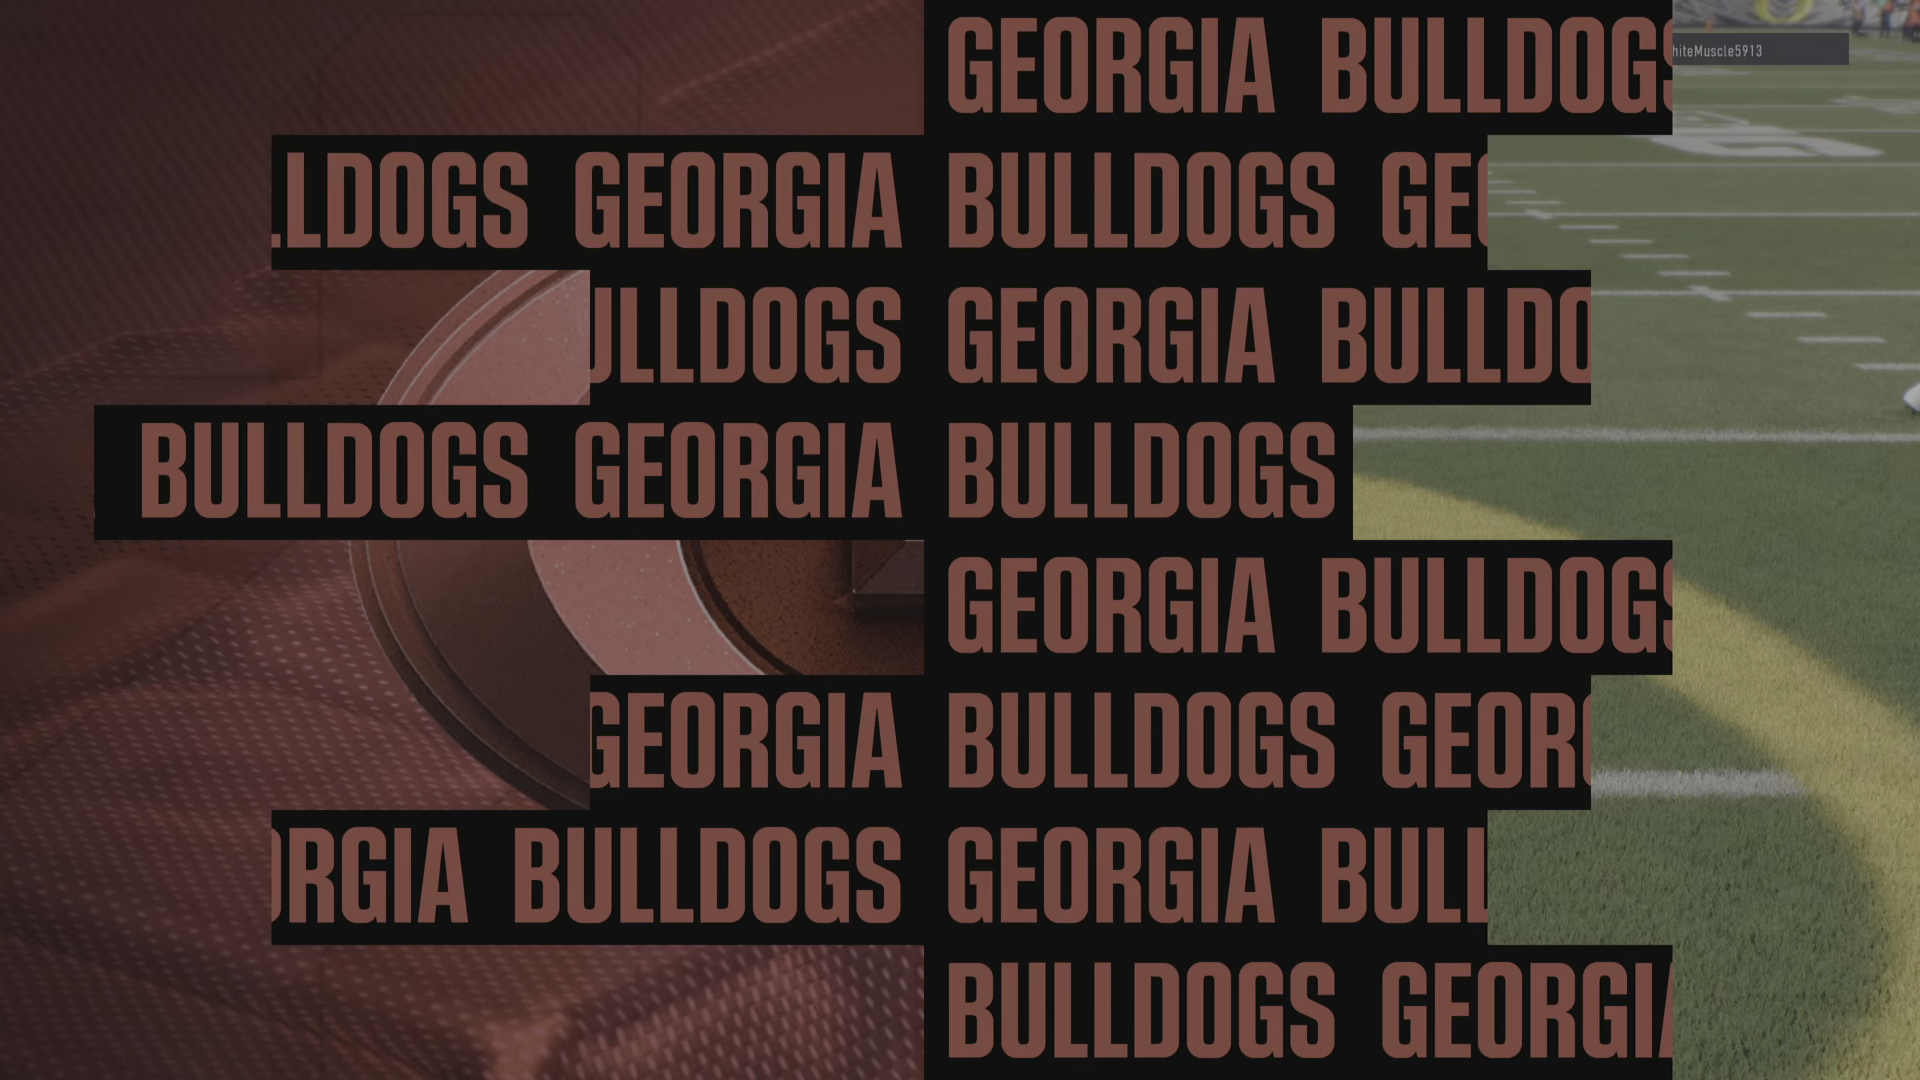 GEORGIA BULLDOGS
hiteMuscle5913
LLDOGS GEORGIA BULLDOGS GEO
ULLDOGS GEORGIA BULLDO
BULLDOGS GEORGIA BULLDOGS
GEORGIA BULLDOGS
GEORGIA BULLDOGS GEORG
ORGIA BULLDOGS GEORGIA BULL
BULLDOGS GEORGIA